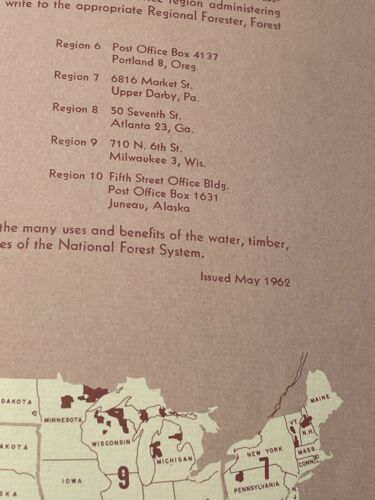 region administering
write to the appropriate Regional Forester, Forest
Region 6 Post Office Box 4137
Portland 8, Oreg.
Region 7 6816 Market St.
Upper Darby, Pa.
Region 8 50 Seventh St.
Atlanta 23, Ga.
Region 9 710 N. 6th St.
Milwaukee 3, Wis.
Region 10 Fifth Street Office Bldg.
Post Office Box 1631
Juneau, Alaska
the many uses and benefits of the water, timber,
es of the National Forest System.
Issued May 1962
DAKOTA
MINNESOTA
WISCONSIN
MICHIGAN
MAINE
VT.
N.H.
NEW YORK
MASS.
CONN.
AKOTA
IOWA
9
7
PENNSYLVANIA
SKA